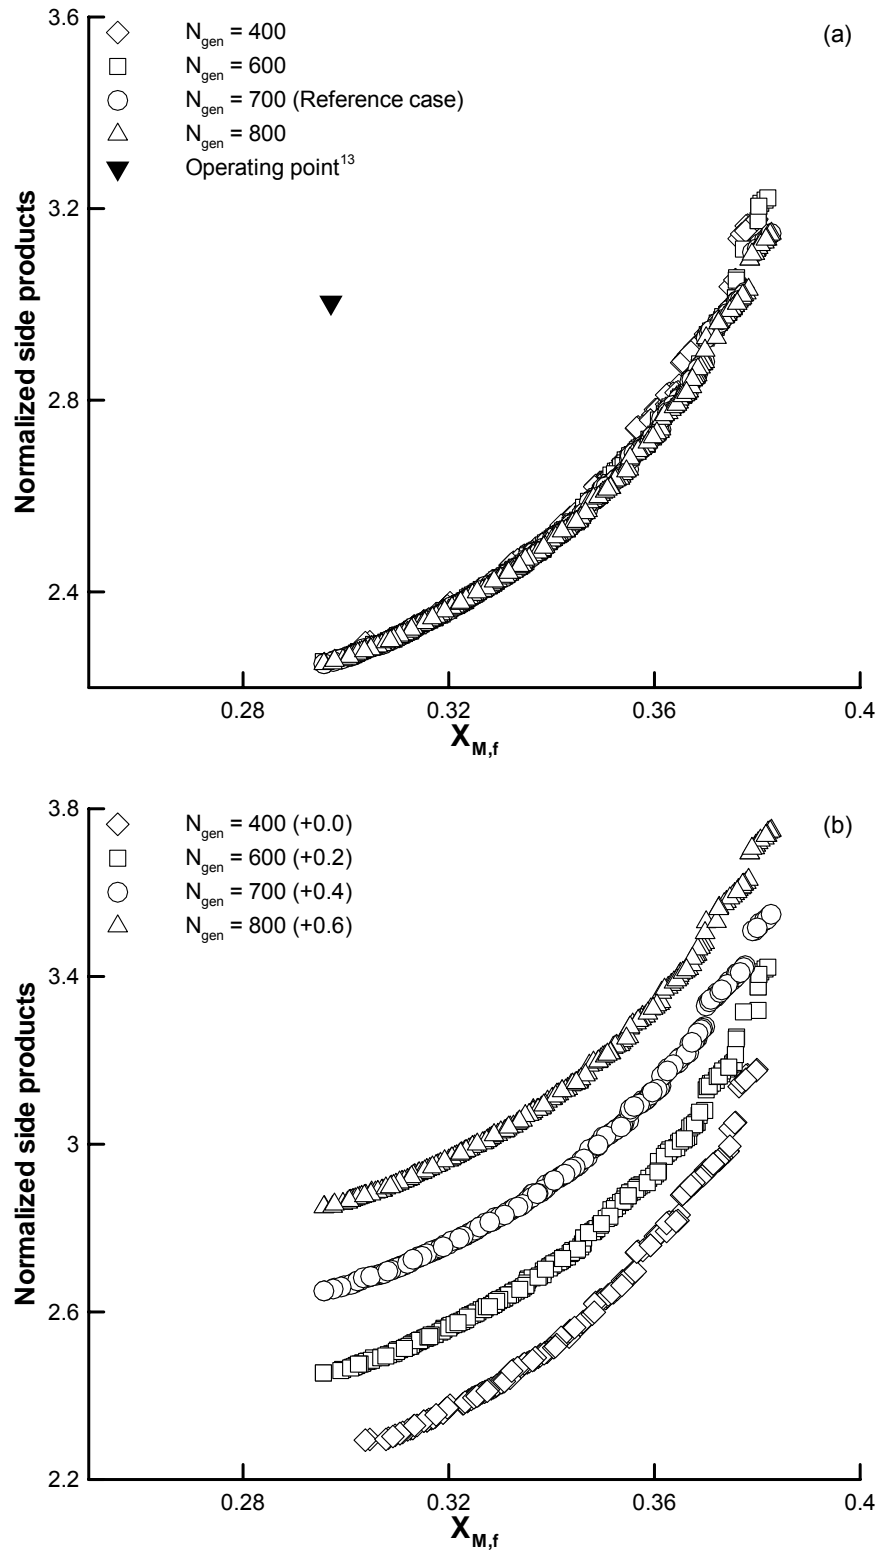 3.6
(a)
N_gen = 400
N_gen = 600
N_gen = 700 (Reference case)
N_gen = 800
Operating point^13
3.2
2.8
2.4
Normalized side products
0.28 0.32 0.36 0.4
X_M,f
3.8
(b)
N_gen = 400 (+0.0)
N_gen = 600 (+0.2)
N_gen = 700 (+0.4)
N_gen = 800 (+0.6)
3.4
3
2.6
2.2
Normalized side products
0.28 0.32 0.36 0.4
X_M,f